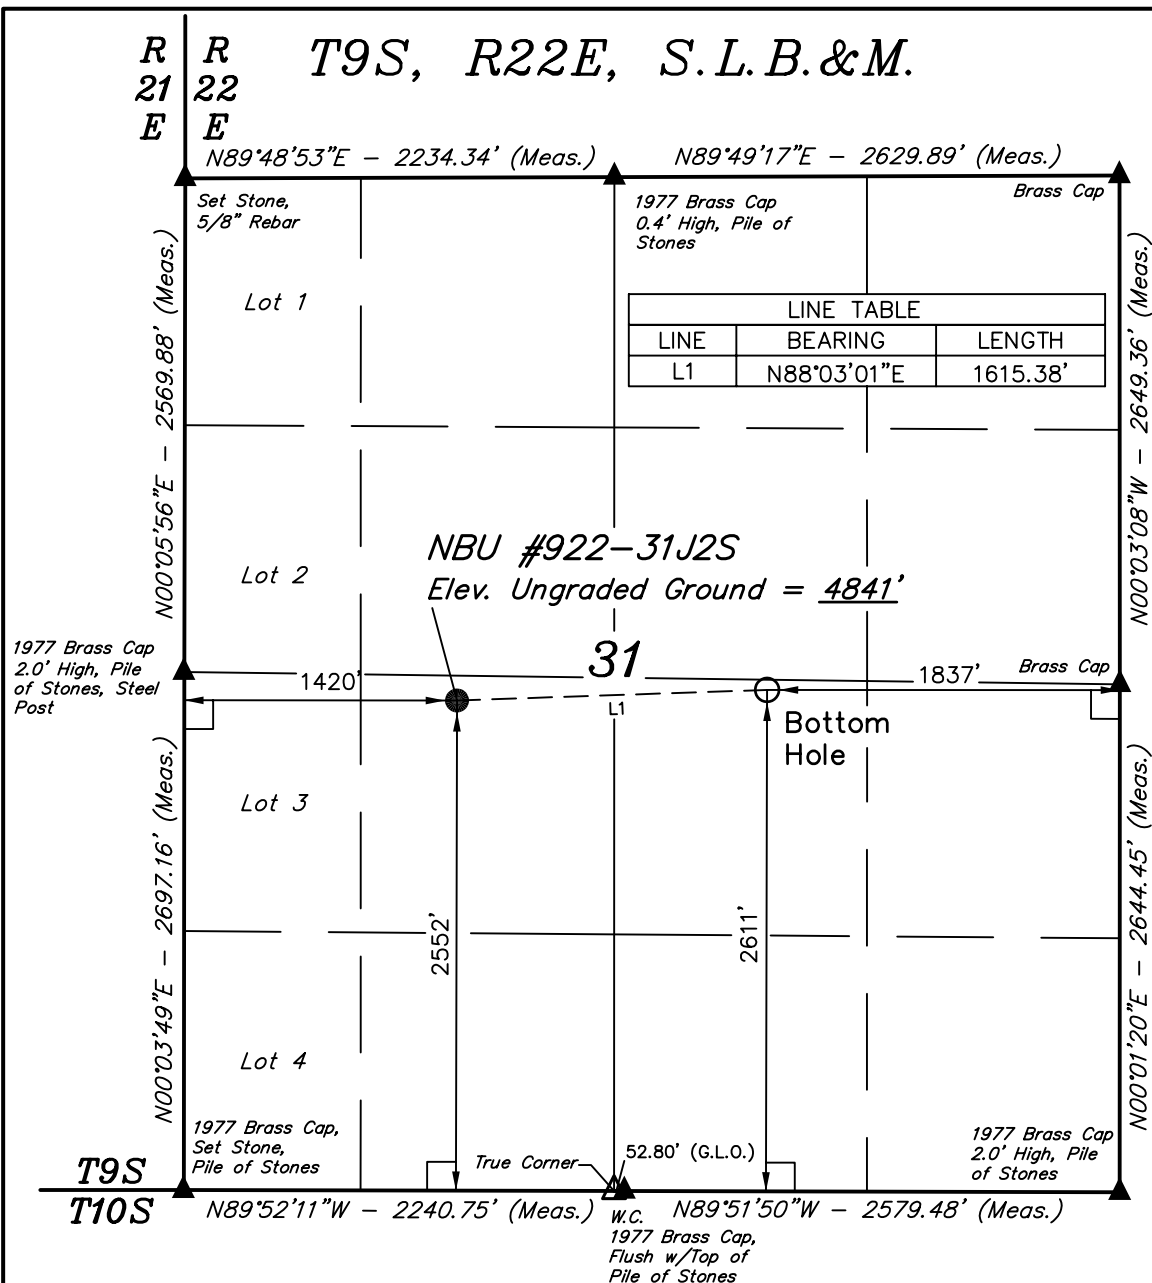 R R
21 22
E E
T9S, R22E, S.L.B.&M.
N89°48'53"E - 2234.34' (Meas.)
N89°49'17"E - 2629.89' (Meas.)
Set Stone,
5/8" Rebar
1977 Brass Cap
0.4' High, Pile of
Stones
Brass Cap
N00°05'56"E - 2569.88' (Meas.)
N00°03'08"W - 2649.36' (Meas.)
Lot 1
LINE TABLE
LINE BEARING LENGTH
L1 N88°03'01"E 1615.38'
NBU #922-31J2S
Elev. Ungraded Ground = 4841'
Lot 2
31
1977 Brass Cap
2.0' High, Pile
of Stones, Steel
Post
1420'
L1
1837'
Brass Cap
Bottom
Hole
Lot 3
N00°03'49"E - 2697.16' (Meas.)
2552'
2611'
N00°01'20"E - 2644.45' (Meas.)
Lot 4
1977 Brass Cap,
Set Stone,
Pile of Stones
True Corner
52.80' (G.L.O.)
1977 Brass Cap
2.0' High, Pile
of Stones
T9S
T10S
N89°52'11"W - 2240.75' (Meas.)
N89°51'50"W - 2579.48' (Meas.)
W.C.
1977 Brass Cap,
Flush w/Top of
Pile of Stones